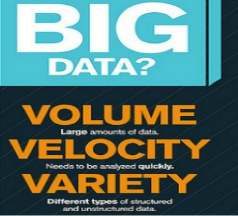 BIG
DATA?
VOLUME
Large amounts of data.
VELOCITY
Needs to be analyzed quickly.
VARIETY
Different types of structured
and unstructured data.